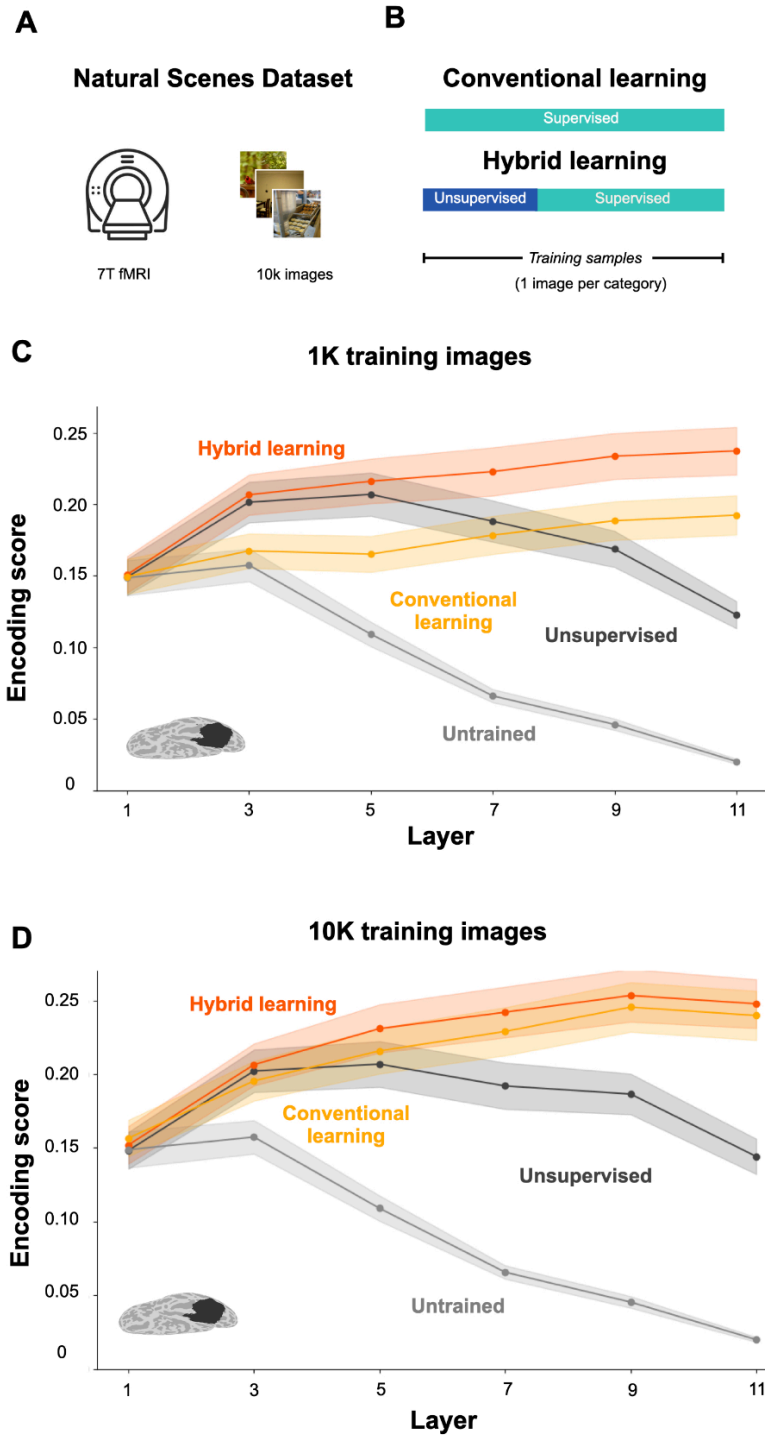 A
Natural Scenes Dataset
7T fMRI
10k images
B
Conventional learning
Supervised
Hybrid learning
Unsupervised
Supervised
Training samples
(1 image per category)
C
1K training images
Encoding score
0.25
0.20
0.15
0.10
0.05
0
Hybrid learning
Conventional
learning
Unsupervised
Untrained
1
3
5
7
9
11
Layer
D
10K training images
Encoding score
0.25
0.20
0.15
0.10
0.05
0
Hybrid learning
Conventional
learning
Unsupervised
Untrained
1
3
5
7
9
11
Layer